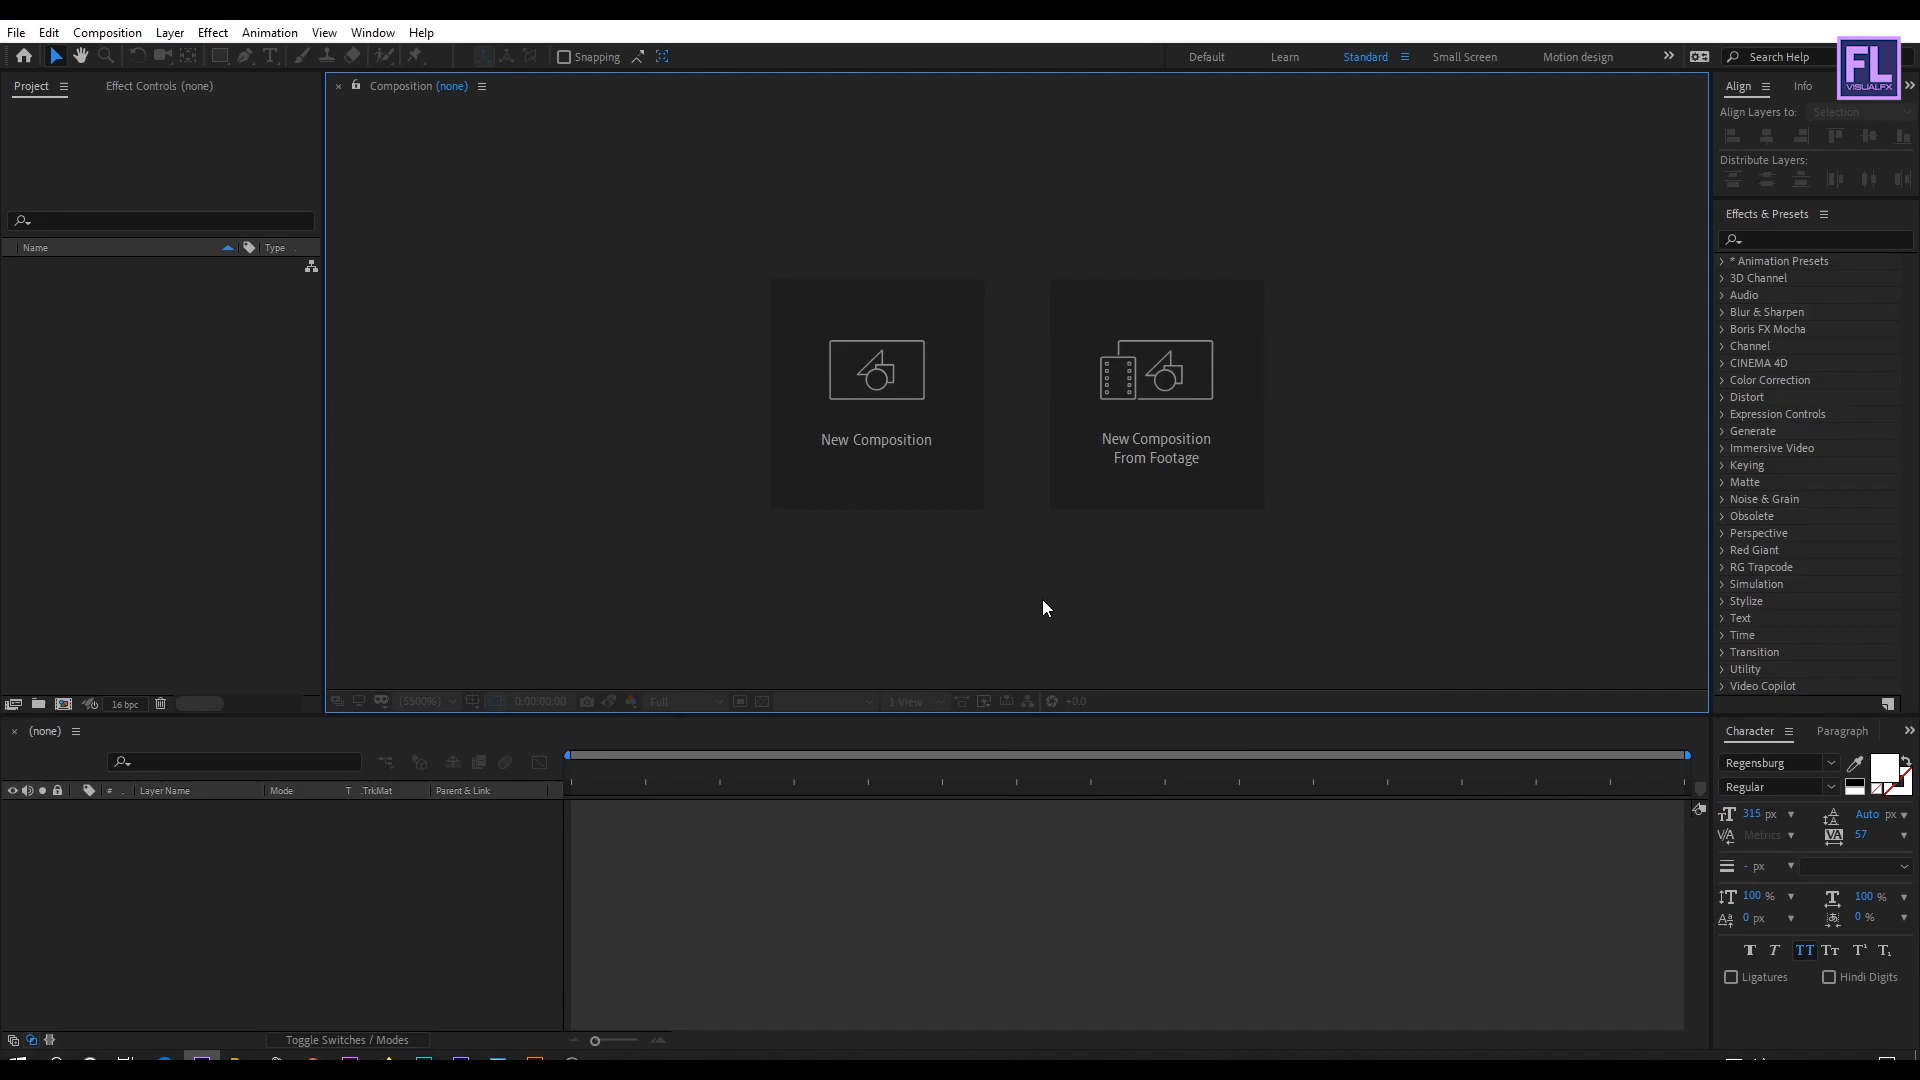 File Edit Composition Layer Effect Animation View Window Help
Snapping
Default Learn Standard Small Screen Motion design
Search Help
FL
VISUALFX
Project Effect Controls (none)
Composition (none)
Align Info
Align Layers to: Selection
Distribute Layers:
Name Type
Effects & Presets
* Animation Presets
3D Channel
Audio
Blur & Sharpen
Boris FX Mocha
Channel
CINEMA 4D
Color Correction
Distort
Expression Controls
Generate
Immersive Video
Keying
Matte
Noise & Grain
Obsolete
Perspective
Red Giant
RG Trapcode
Simulation
Stylize
Text
Time
Transition
Utility
Video Copilot
New Composition
New Composition
From Footage
16 bpc
(5500%) 0:00:00:00 Full 1 View +0.0
(none)
# Layer Name Mode T .TrkMat Parent & Link
Toggle Switches / Modes
Character Paragraph
Regensburg
Regular
315 px Auto px
Metrics 57
- px
100 % 100 %
0 px 0 %
Ligatures Hindi Digits